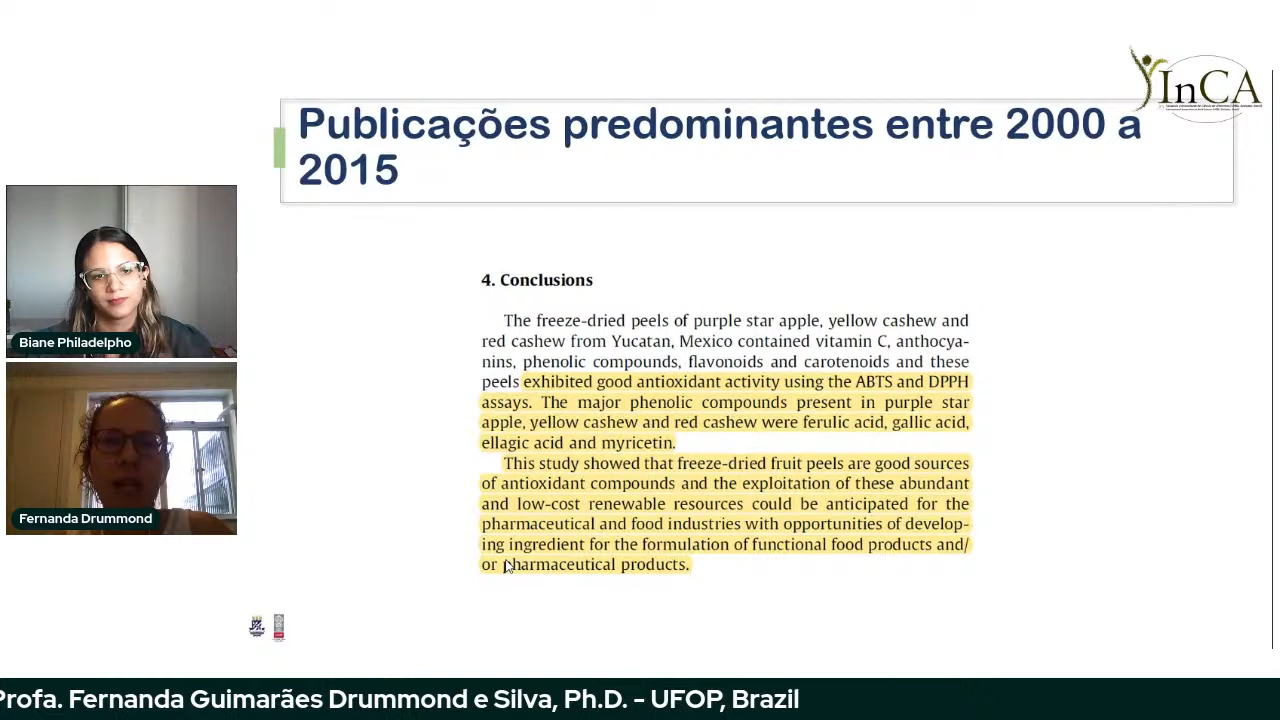 InCA
Publicações predominantes entre 2000 a
2015
Biane Philadelpho
Fernanda Drummond
4. Conclusions
The freeze-dried peels of purple star apple, yellow cashew and
red cashew from Yucatan, Mexico contained vitamin C, anthocya-
nins, phenolic compounds, flavonoids and carotenoids and these
peels exhibited good antioxidant activity using the ABTS and DPPH
assays. The major phenolic compounds present in purple star
apple, yellow cashew and red cashew were ferulic acid, gallic acid,
ellagic acid and myricetin.
This study showed that freeze-dried fruit peels are good sources
of antioxidant compounds and the exploitation of these abundant
and low-cost renewable resources could be anticipated for the
pharmaceutical and food industries with opportunities of develop-
ing ingredient for the formulation of functional food products and/
or pharmaceutical products.
Profa. Fernanda Guimarães Drummond e Silva, Ph.D. - UFOP, Brazil